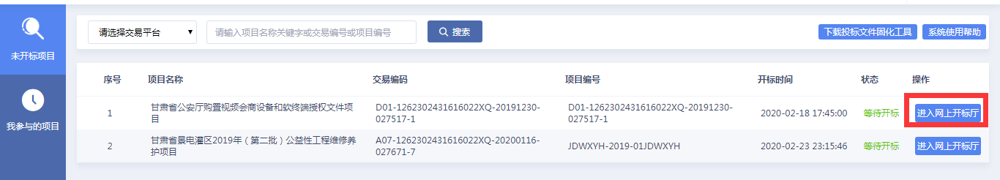 未开标项目
我参与的项目
请选择交易平台
请输入项目名称关键字或交易编号或项目编号
搜索
下载投标文件固化工具
系统使用帮助
序号 项目名称 交易编码 项目编号 开标时间 状态 操作
1 甘肃省公安厅购置视频会商设备和软终端授权文件项 D01-1262302431616022XQ-20191230- D01-1262302431616022XQ-20191230- 2020-02-18 17:45:00 等待开标 进入网上开标厅
目 027517-1 027517-1
2 甘肃省景电灌区2019年（第二批）公益性工程维修养 A07-1262302431616022XQ-20200116- JDWXYH-2019-01JDWXYH 2020-02-23 23:15:46 等待开标 进入网上开标厅
护项目 027671-7